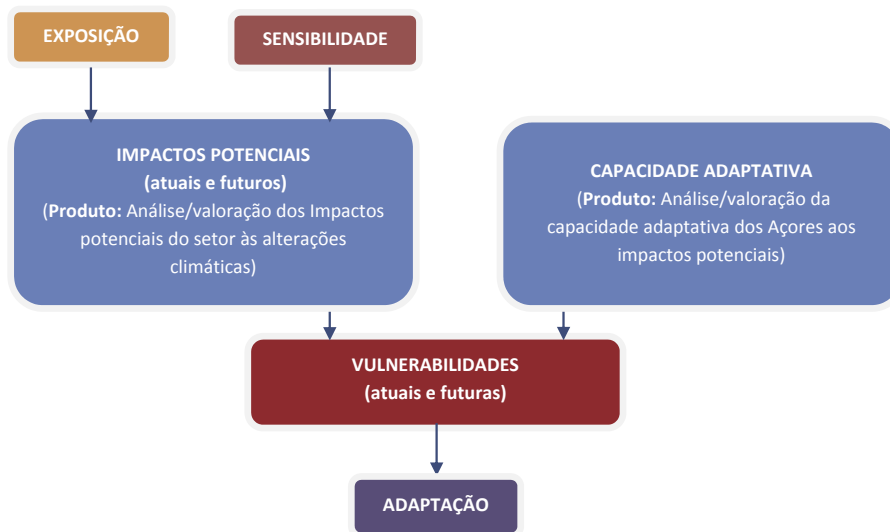 EXPOSIÇÃO
SENSIBILIDADE
IMPACTOS POTENCIAIS
(atuais e futuros)
(Produto: Análise/valoração dos Impactos
potenciais do setor às alterações
climáticas)
CAPACIDADE ADAPTATIVA
(Produto: Análise/valoração da
capacidade adaptativa dos Açores aos
impactos potenciais)
VULNERABILIDADES
(atuais e futuras)
ADAPTAÇÃO